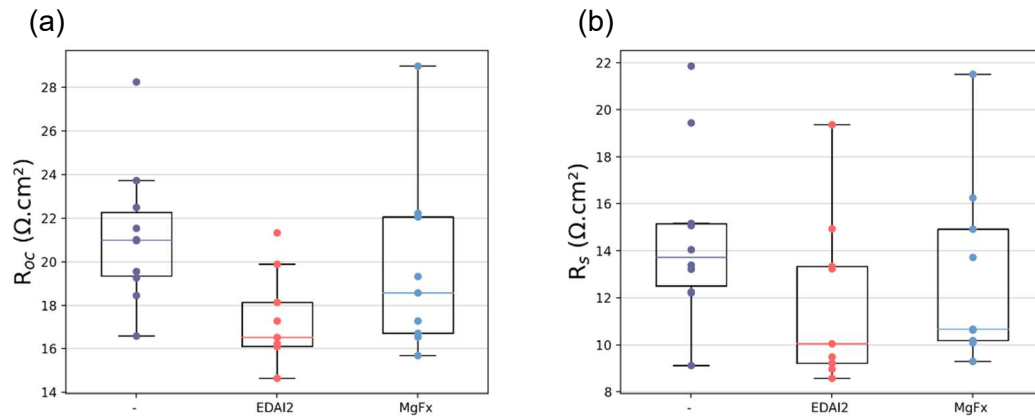 (a)
(b)
R_oc (Ω.cm²)
28
26
24
22
20
18
16
14
- EDAI2 MgFx
R_s (Ω.cm²)
22
20
18
16
14
12
10
8
- EDAI2 MgFx